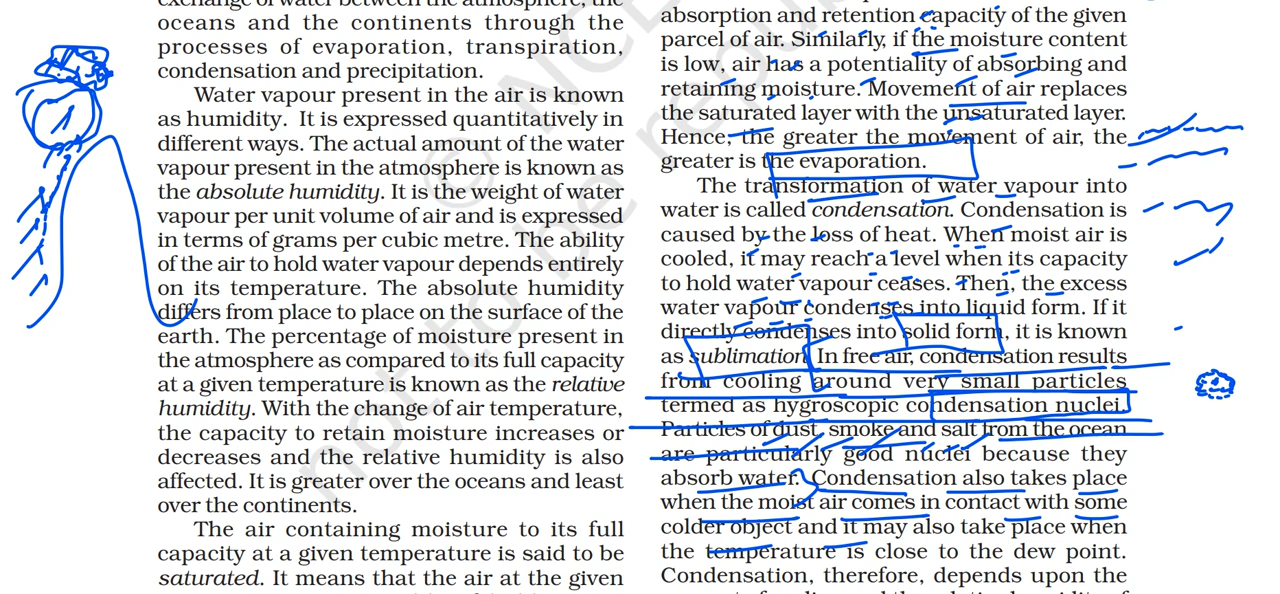 exchange of water between the atmosphere, the
oceans and the continents through the
processes of evaporation, transpiration,
condensation and precipitation.
Water vapour present in the air is known
as humidity. It is expressed quantitatively in
different ways. The actual amount of the water
vapour present in the atmosphere is known as
the absolute humidity. It is the weight of water
vapour per unit volume of air and is expressed
in terms of grams per cubic metre. The ability
of the air to hold water vapour depends entirely
on its temperature. The absolute humidity
differs from place to place on the surface of the
earth. The percentage of moisture present in
the atmosphere as compared to its full capacity
at a given temperature is known as the relative
humidity. With the change of air temperature,
the capacity to retain moisture increases or
decreases and the relative humidity is also
affected. It is greater over the oceans and least
over the continents.
The air containing moisture to its full
capacity at a given temperature is said to be
saturated. It means that the air at the given
absorption and retention capacity of the given
parcel of air. Similarly, if the moisture content
is low, air has a potentiality of absorbing and
retaining moisture. Movement of air replaces
the saturated layer with the unsaturated layer.
Hence, the greater the movement of air, the
greater is the evaporation.
The transformation of water vapour into
water is called condensation. Condensation is
caused by the loss of heat. When moist air is
cooled, it may reach a level when its capacity
to hold water vapour ceases. Then, the excess
water vapour condenses into liquid form. If it
directly condenses into solid form, it is known
as sublimation. In free air, condensation results
from cooling around very small particles
termed as hygroscopic condensation nuclei.
Particles of dust, smoke and salt from the ocean
are particularly good nuclei because they
absorb water. Condensation also takes place
when the moist air comes in contact with some
colder object and it may also take place when
the temperature is close to the dew point.
Condensation, therefore, depends upon the
© NCE
not to be republ